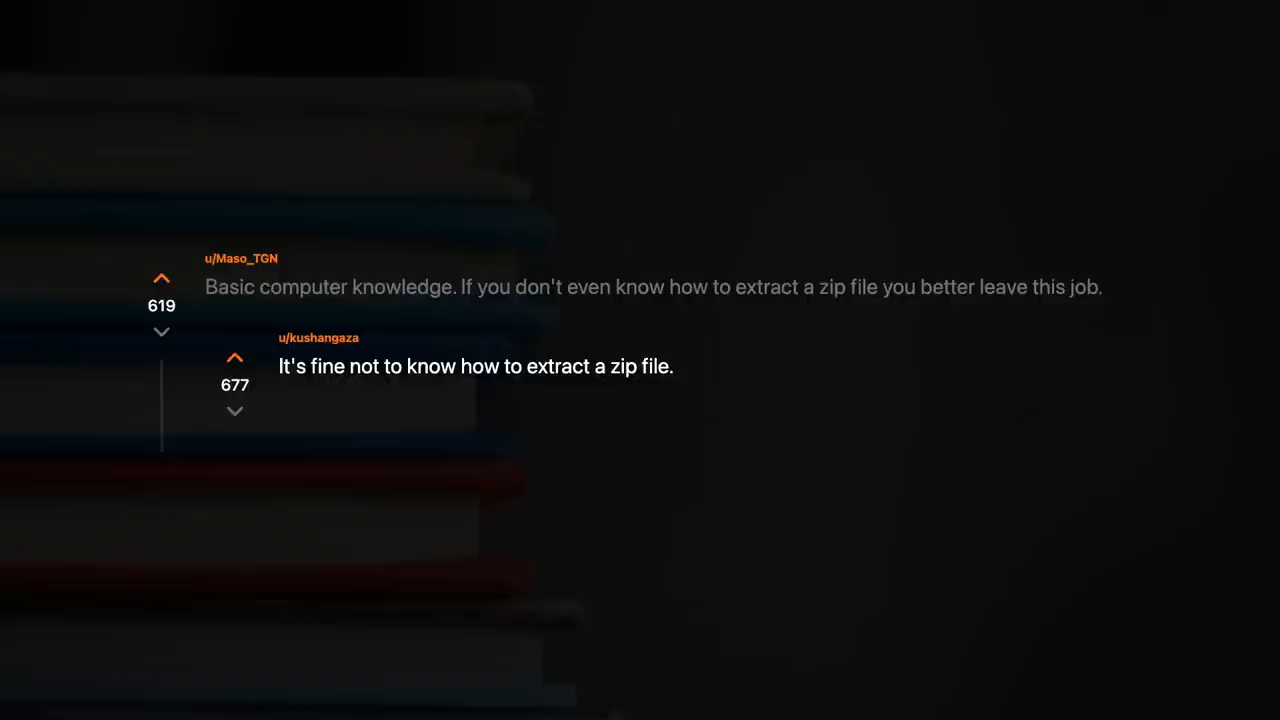 u/Maso_TGN
619
Basic computer knowledge. If you don't even know how to extract a zip file you better leave this job.
u/kushangaza
677
It's fine not to know how to extract a zip file.